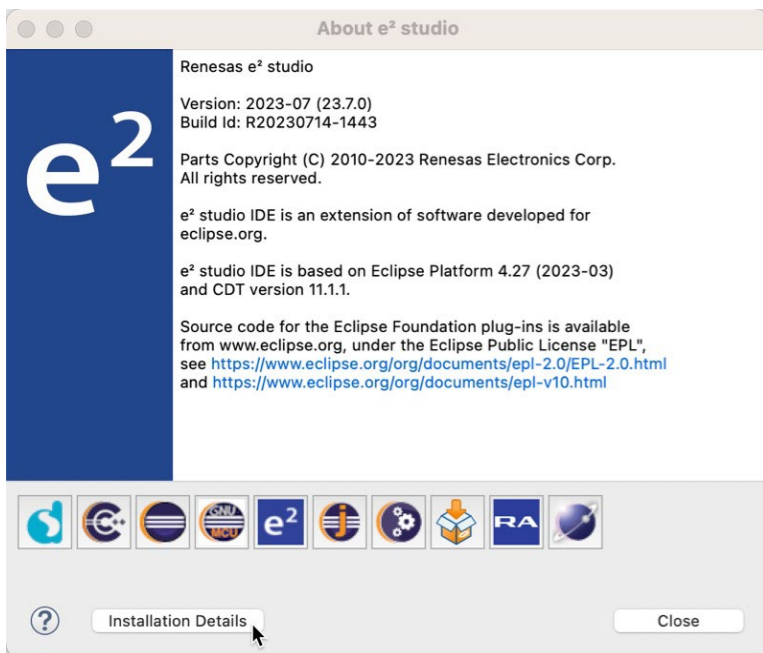 About e² studio
Renesas e² studio
e²
Version: 2023-07 (23.7.0)
Build Id: R20230714-1443
Parts Copyright (C) 2010-2023 Renesas Electronics Corp.
All rights reserved.
e² studio IDE is an extension of software developed for
eclipse.org.
e² studio IDE is based on Eclipse Platform 4.27 (2023-03)
and CDT version 11.1.1.
Source code for the Eclipse Foundation plug-ins is available
from www.eclipse.org, under the Eclipse Public License "EPL",
see https://www.eclipse.org/org/documents/epl-2.0/EPL-2.0.html
and https://www.eclipse.org/org/documents/epl-v10.html
C++ GNU MCU e² j RA
? Installation Details Close